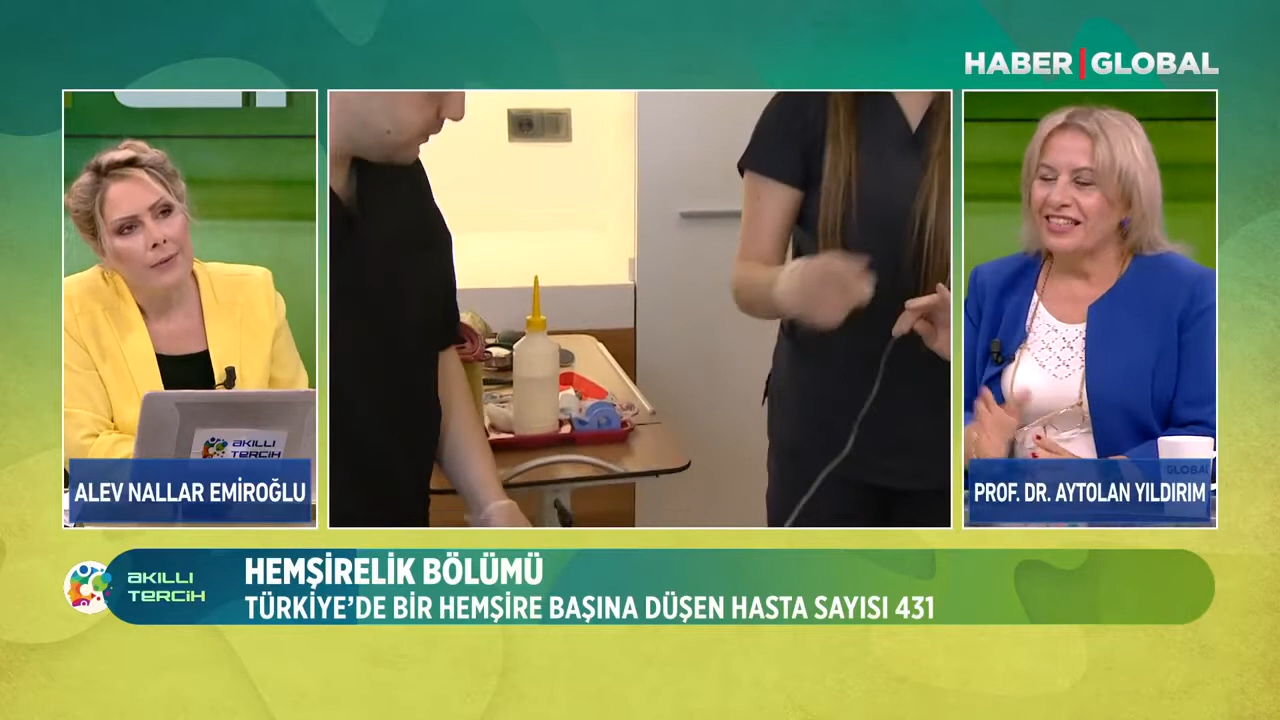 HABER GLOBAL
AKILLI
TERCİH
ALEV NALLAR EMİROĞLU
GLOBAL
PROF. DR. AYTOLAN YILDIRIM
AKILLI
TERCİH
HEMŞİRELİK BÖLÜMÜ
TÜRKİYE'DE BİR HEMŞİRE BAŞINA DÜŞEN HASTA SAYISI 431